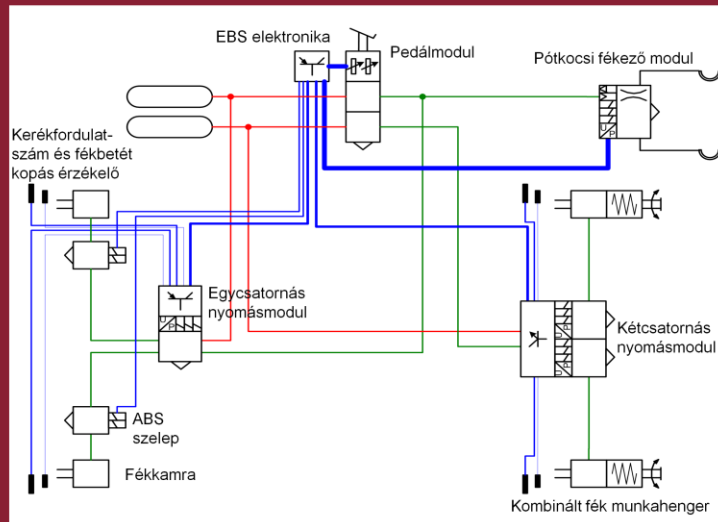 EBS elektronika
Pedálmodul
Pótkocsi fékező modul
Kerékfordulat-
szám és fékbetét
kopás érzékelő
U
P
Egycsatornás
nyomásmodul
U
P
Kétcsatornás
nyomásmodul
U
P
U
P
ABS
szelep
Fékkamra
Kombinált fék munkahenger